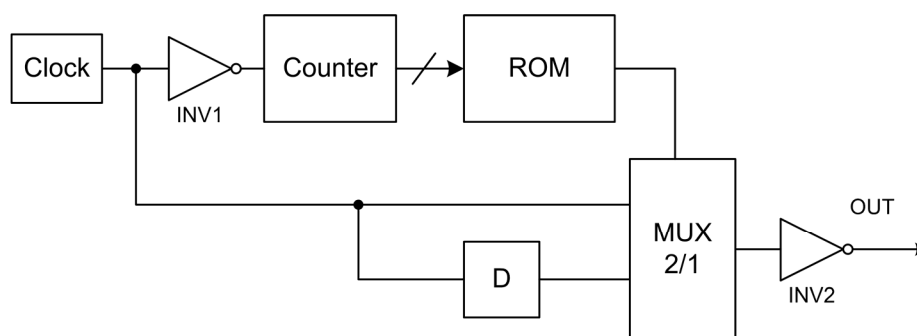 Clock
INV1
Counter
ROM
MUX
2/1
D
INV2
OUT